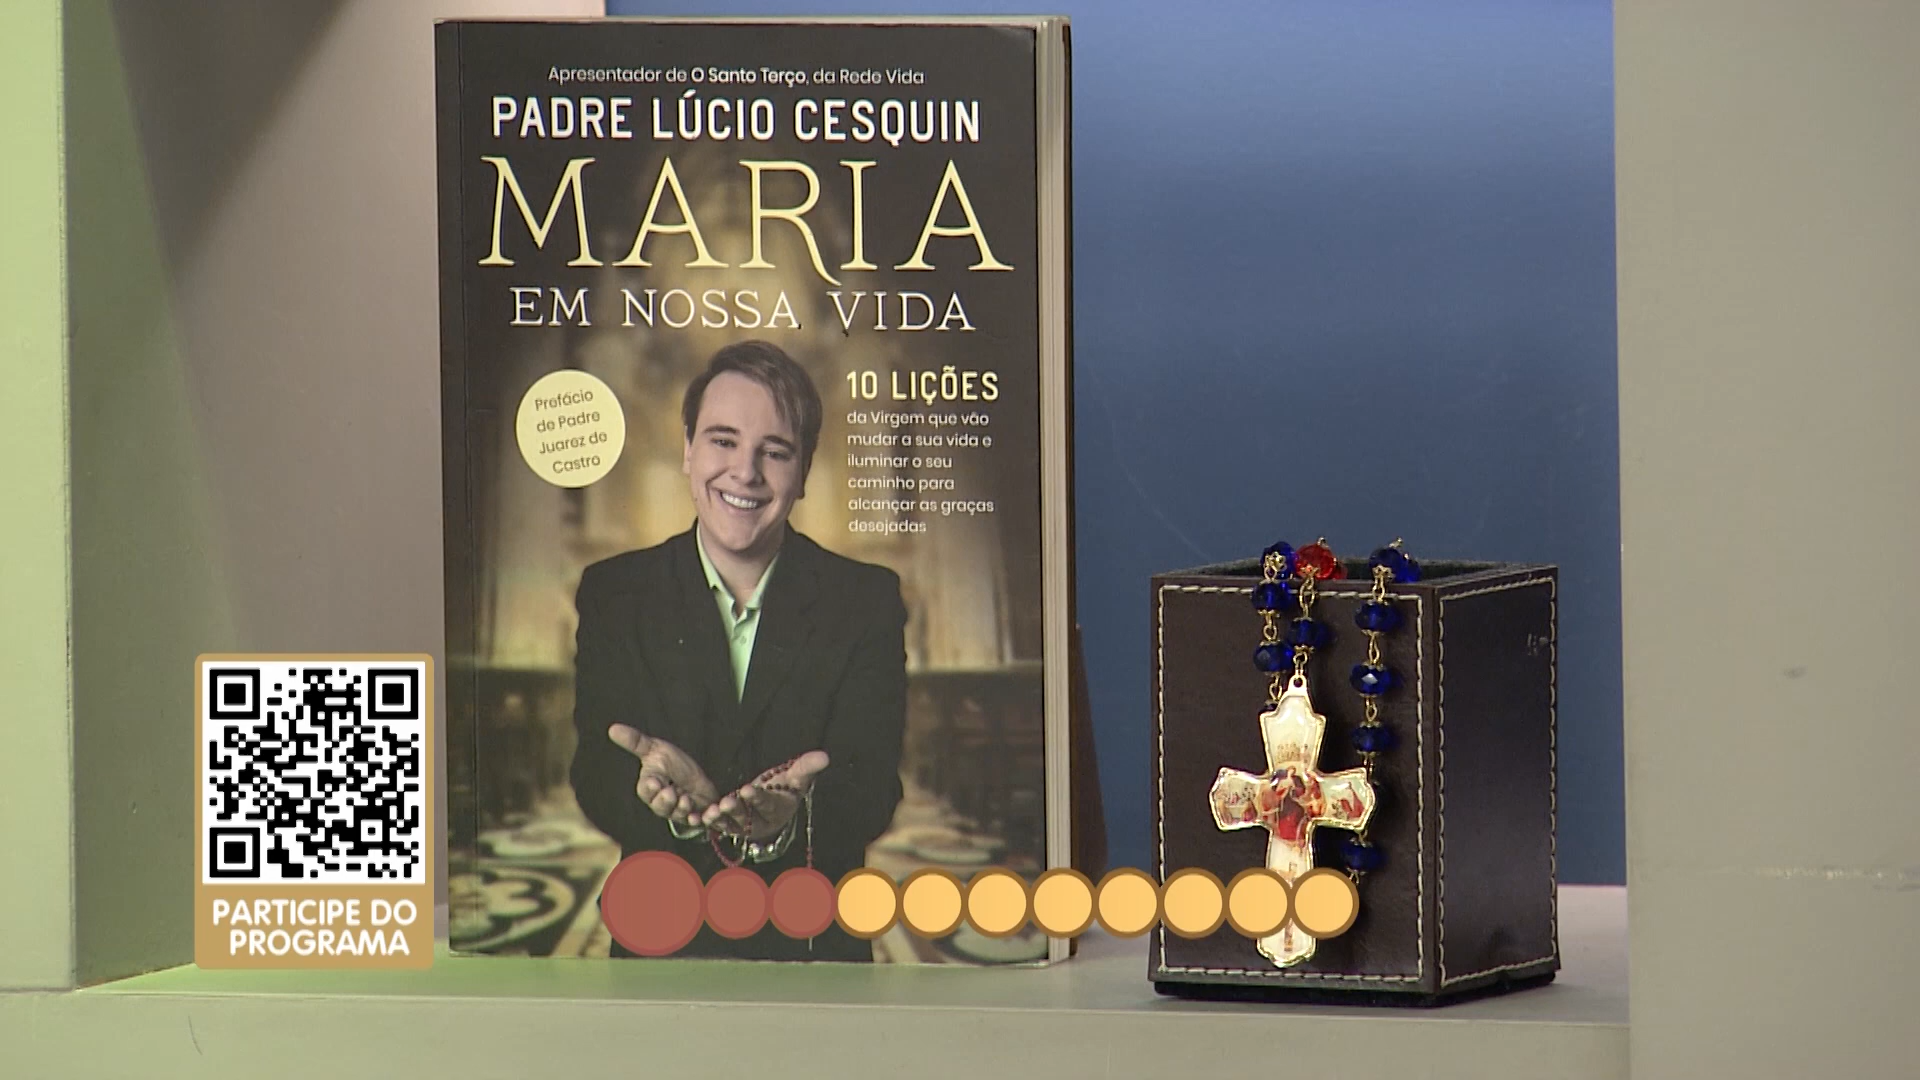 Apresentador de O Santo Terço, da Rede Vida
PADRE LÚCIO CESQUIN
MARIA
EM NOSSA VIDA
Prefácio
de Padre
Juarez de
Castro
10 LIÇÕES
da Virgem que vão
mudar a sua vida e
iluminar o seu
caminho para
alcançar as graças
desejadas
PARTICIPE DO
PROGRAMA